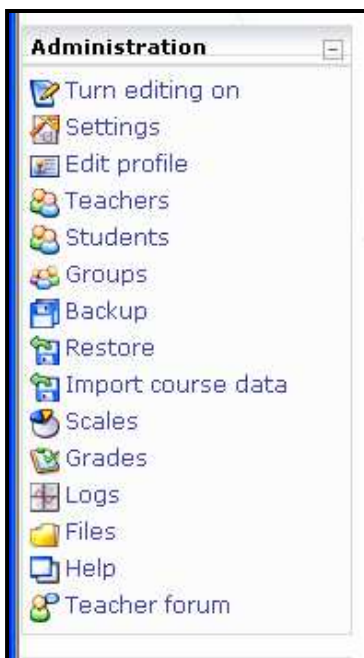 Administration
Turn editing on
Settings
Edit profile
Teachers
Students
Groups
Backup
Restore
Import course data
Scales
Grades
Logs
Files
Help
Teacher forum